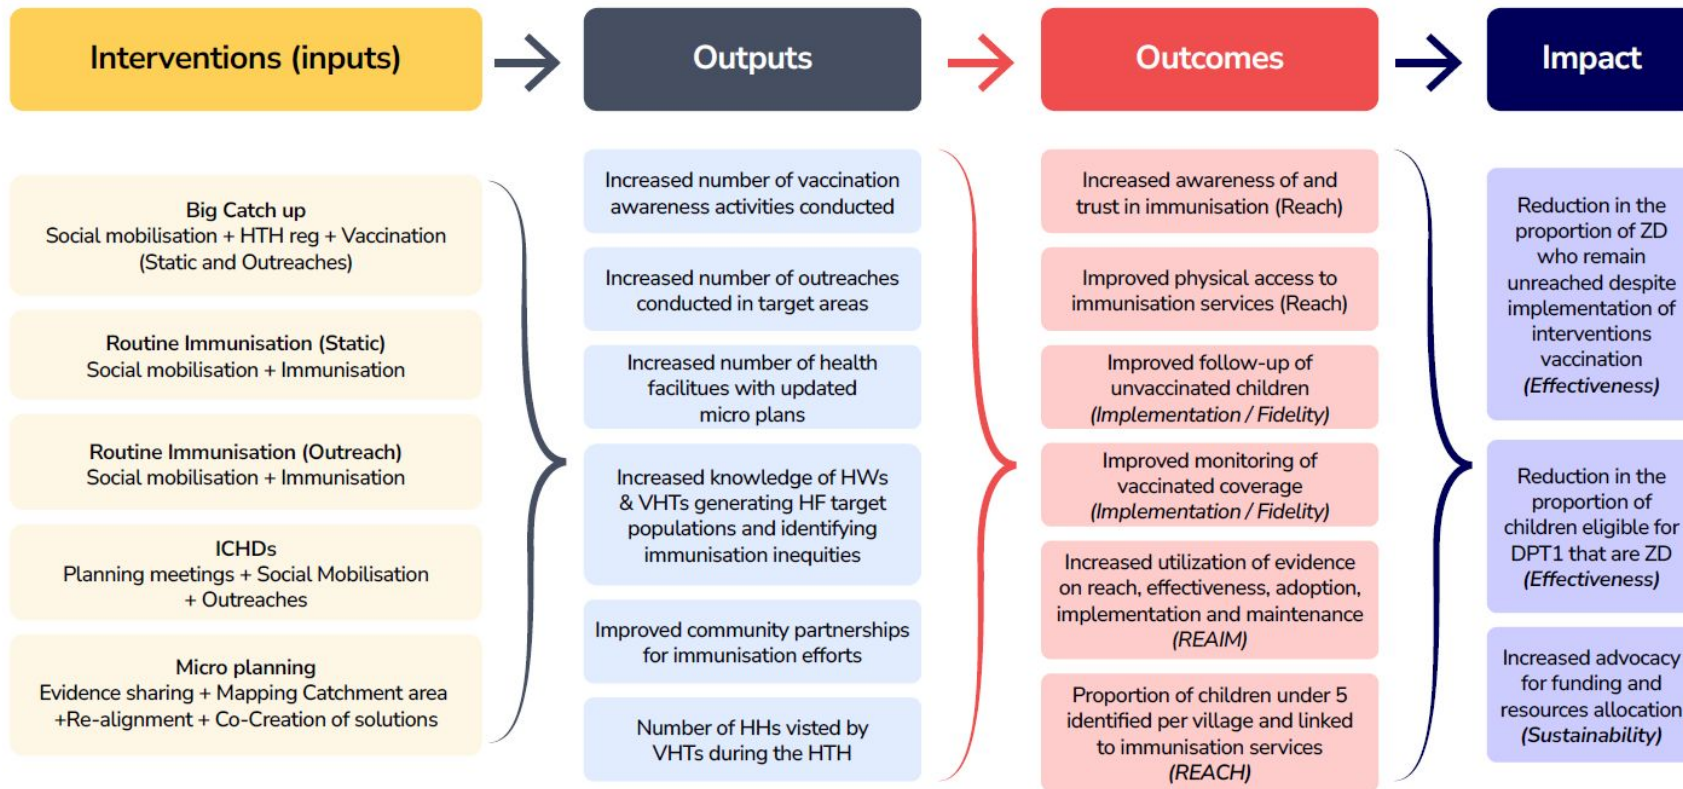 Interventions (inputs)
Outputs
Outcomes
Impact
Big Catch up
Social mobilisation + HTH reg + Vaccination
(Static and Outreaches)
Routine Immunisation (Static)
Social mobilisation + Immunisation
Routine Immunisation (Outreach)
Social mobilisation + Immunisation
ICHDs
Planning meetings + Social Mobilisation
+ Outreaches
Micro planning
Evidence sharing + Mapping Catchment area
+Re-alignment + Co-Creation of solutions
Increased number of vaccination
awareness activities conducted
Increased number of outreaches
conducted in target areas
Increased number of health
facilitues with updated
micro plans
Increased knowledge of HWs
& VHTs generating HF target
populations and identifying
immunisation inequities
Improved community partnerships
for immunisation efforts
Number of HHs visted by
VHTs during the HTH
Increased awareness of and
trust in immunisation (Reach)
Improved physical access to
immunisation services (Reach)
Improved follow-up of
unvaccinated children
(Implementation / Fidelity)
Improved monitoring of
vaccinated coverage
(Implementation / Fidelity)
Increased utilization of evidence
on reach, effectiveness, adoption,
implementation and maintenance
(REAIM)
Proportion of children under 5
identified per village and linked
to immunisation services
(REACH)
Reduction in the
proportion of ZD
who remain
unreached despite
implementation of
interventions
vaccination
(Effectiveness)
Reduction in the
proportion of
children eligible for
DPT1 that are ZD
(Effectiveness)
Increased advocacy
for funding and
resources allocation
(Sustainability)